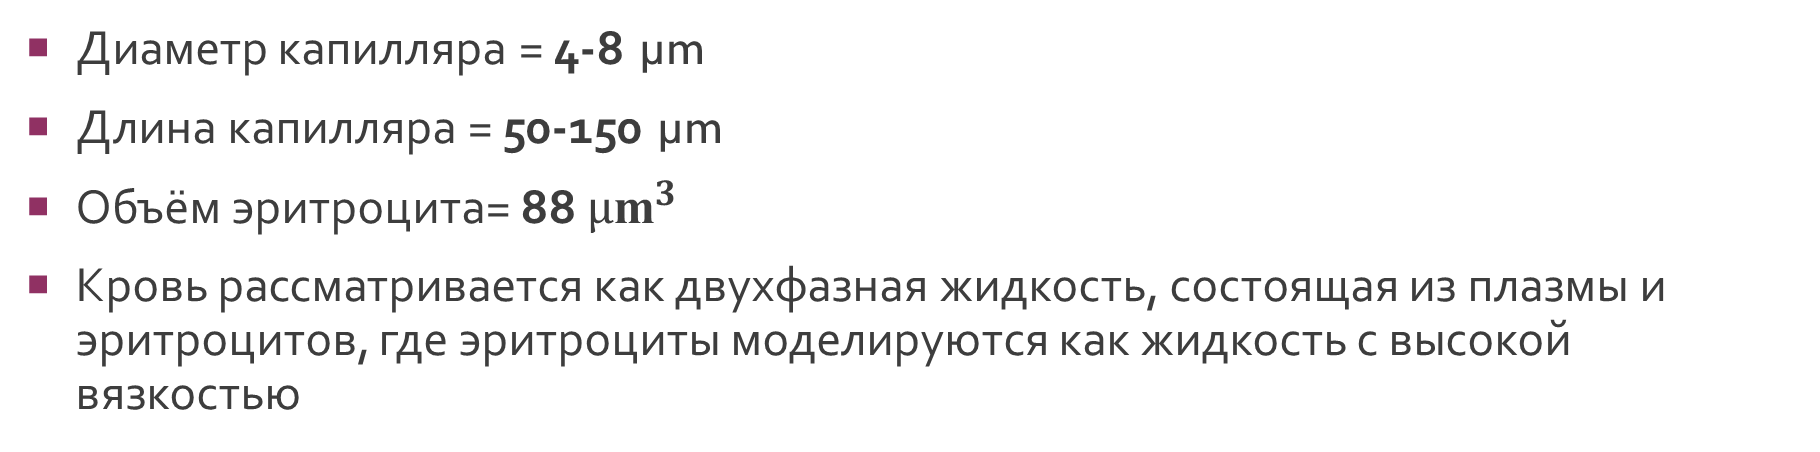 ▪ Диаметр капилляра = 4-8 μm
▪ Длина капилляра = 50-150 μm
▪ Объём эритроцита= 88 μm³
▪ Кровь рассматривается как двухфазная жидкость, состоящая из плазмы и
эритроцитов, где эритроциты моделируются как жидкость с высокой
вязкостью